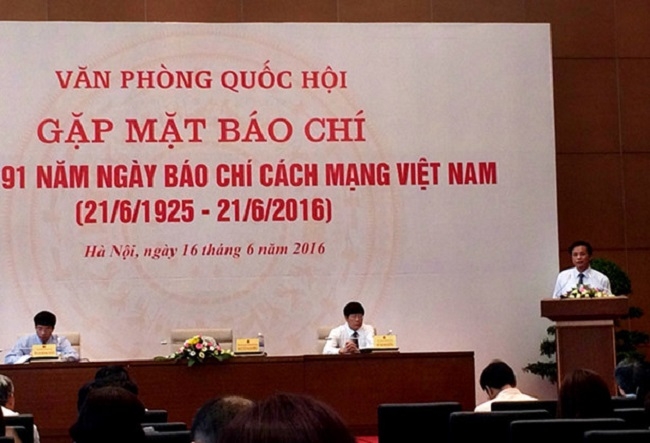 VĂN PHÒNG QUỐC HỘI
GẶP MẶT BÁO CHÍ
91 NĂM NGÀY BÁO CHÍ CÁCH MẠNG VIỆT NAM
(21/6/1925 - 21/6/2016)
Hà Nội, ngày 16 tháng 6 năm 2016